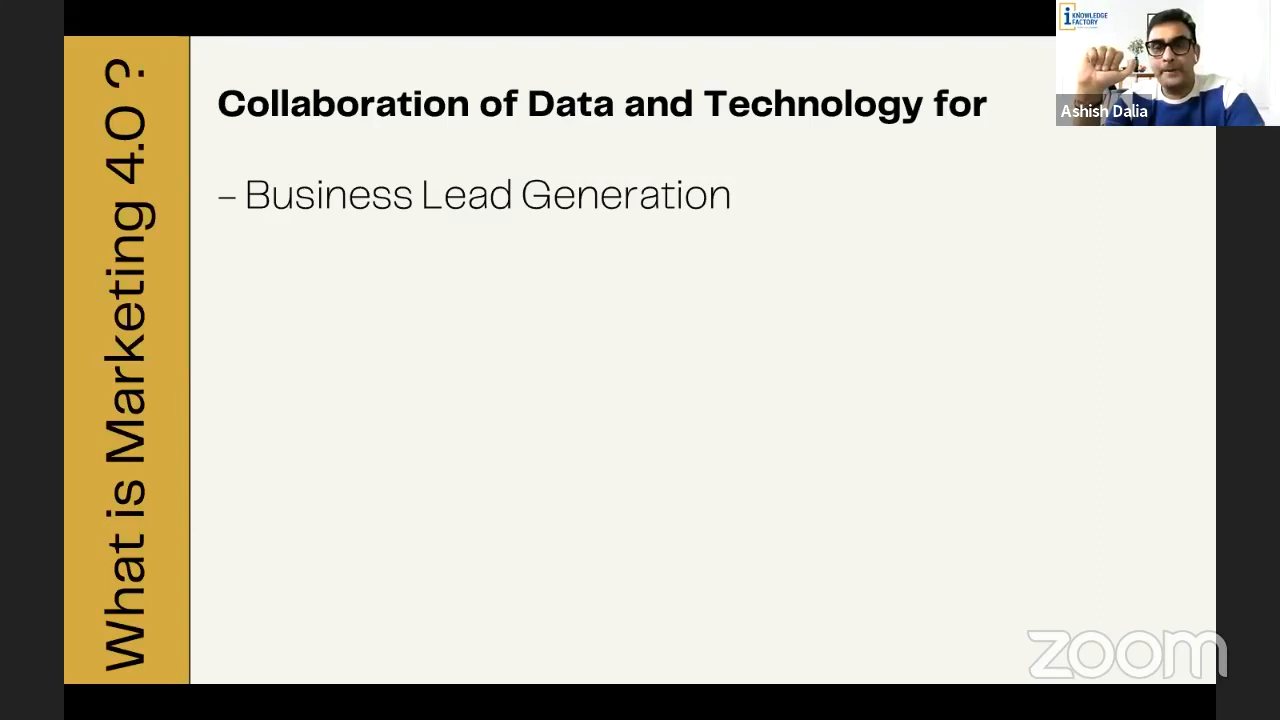 What is Marketing 4.0 ?
Collaboration of Data and Technology for
– Business Lead Generation
i KNOWLEDGE
FACTORY
Ashish Dalia
zoom